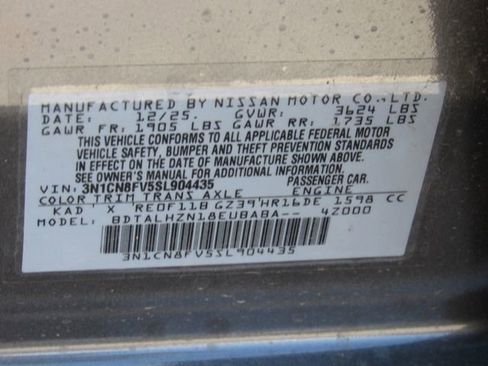 MANUFACTURED BY NISSAN MOTOR CO., LTD.
DATE: 12/25. GVWR: 3624 LBS
GAWR FR: 1905 LBS GAWR RR: 1735 LBS
THIS VEHICLE CONFORMS TO ALL APPLICABLE FEDERAL MOTOR
VEHICLE SAFETY, BUMPER AND THEFT PREVENTION STANDARDS
IN EFFECT ON THE DATE OF MANUFACTURE SHOWN ABOVE.
SEE OWNER'S MANUAL FOR ADDITIONAL INFORMATION.
VIN: 3N1CN8FV5SL904435 PASSENGER CAR.
COLOR TRIM TRANS AXLE ENGINE
KAD X RE0F11B GZ39 HR16DE 1598 CC
MODEL: BDTALHZN18EUBABA-- 4Z000
3N1CN8FV5SL904435